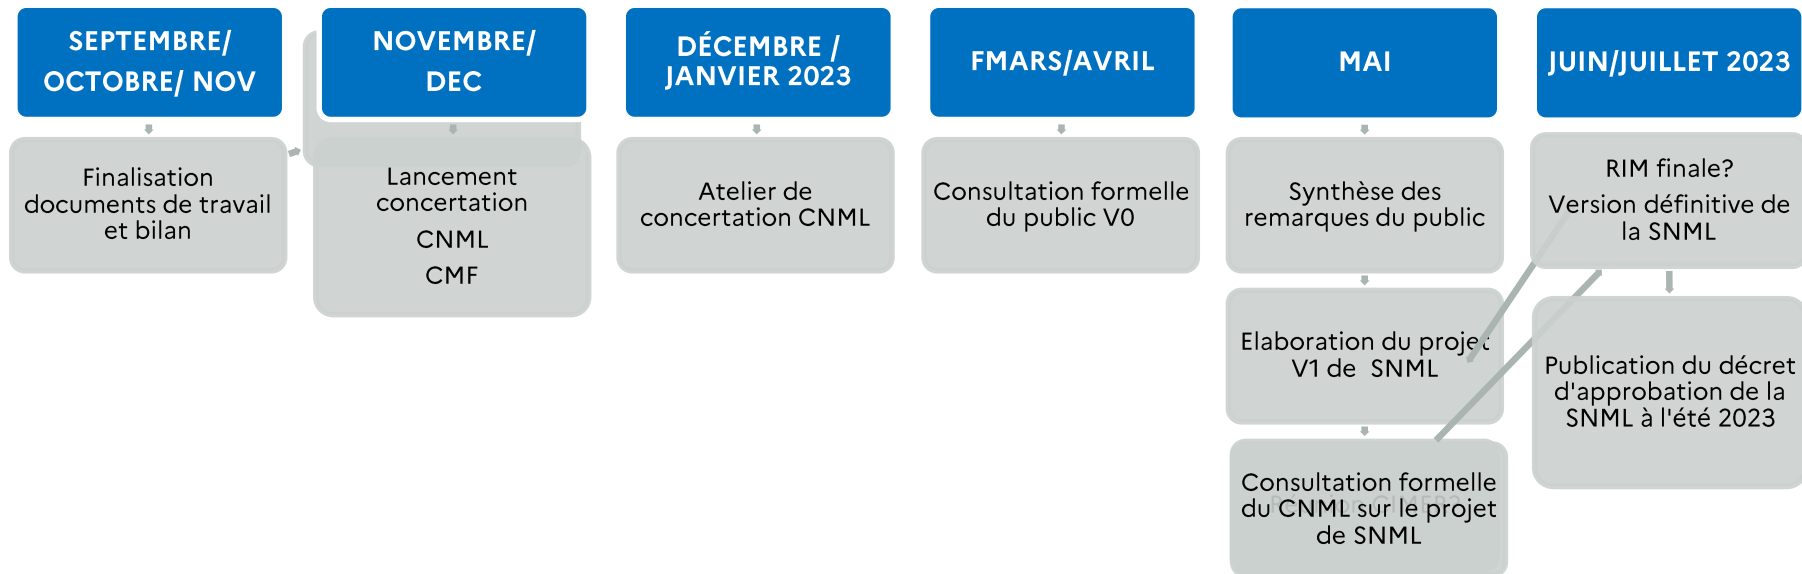 SEPTEMBRE/
OCTOBRE/ NOV
Finalisation
documents de travail
et bilan
NOVEMBRE/
DEC
Lancement
concertation
CNML
CMF
DÉCEMBRE /
JANVIER 2023
Atelier de
concertation CNML
FMARS/AVRIL
Consultation formelle
du public V0
MAI
Synthèse des
remarques du public
Elaboration du projet
V1 de SNML
Consultation formelle
du CNML sur le projet
de SNML
JUIN/JUILLET 2023
RIM finale?
Version définitive de
la SNML
Publication du décret
d'approbation de la
SNML à l'été 2023